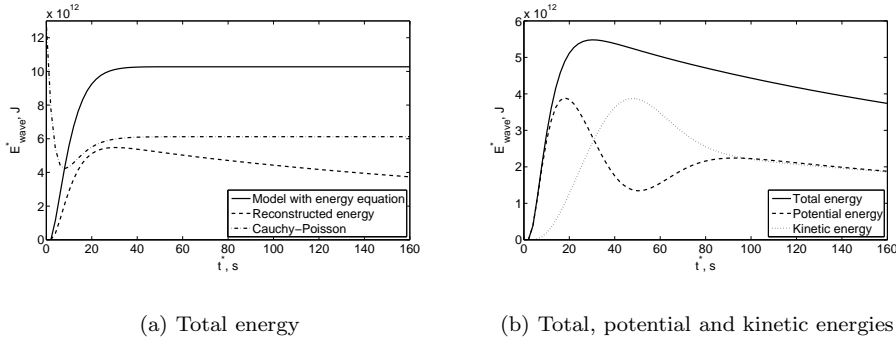 x 10^12
12
10
8
6
4
2
0
E*wave, J
0 20 40 60 80 100 120 140 160
t*, s
Model with energy equation
Reconstructed energy
Cauchy−Poisson
(a) Total energy
x 10^12
6
5
4
3
2
1
0
E*wave, J
0 20 40 60 80 100 120 140 160
t*, s
Total energy
Potential energy
Kinetic energy
(b) Total, potential and kinetic energies